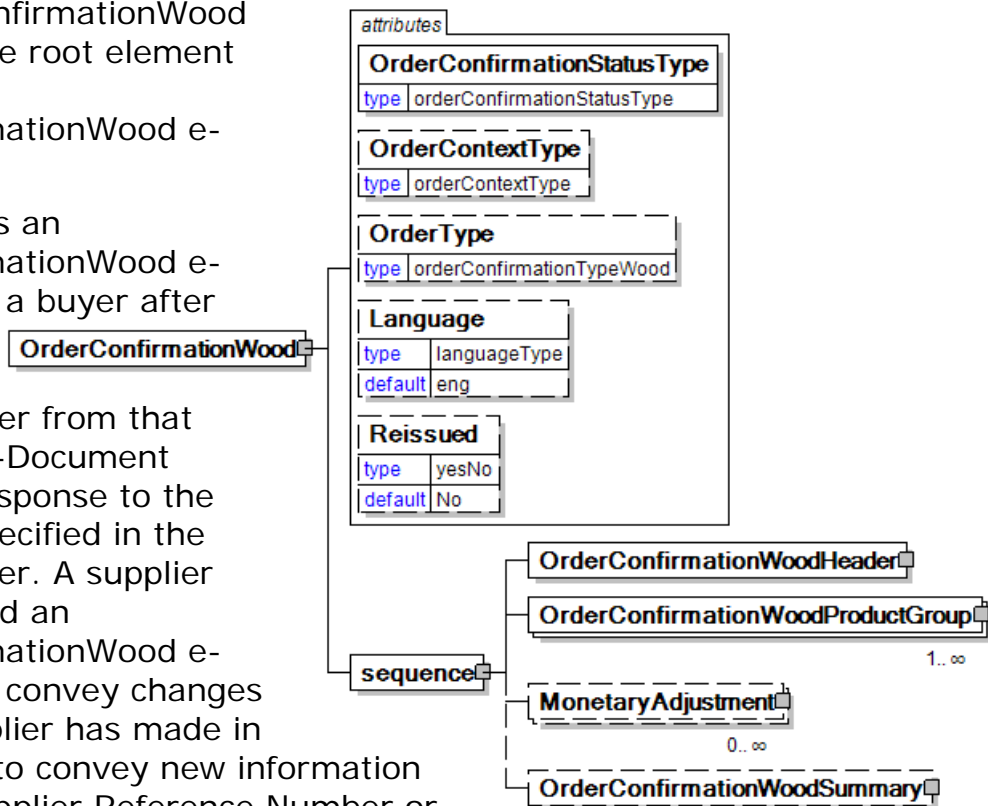 nfirmationWood
e root element
nationWood e-
s an
nationWood e-
a buyer after
er from that
-Document
sponse to the
ecified in the
er. A supplier
d an
nationWood e-
convey changes
plier has made in
to convey new information
pplier Reference Number or
attributes
OrderConfirmationStatusType
type orderConfirmationStatusType
OrderContextType
type orderContextType
OrderType
type orderConfirmationTypeWood
Language
type languageType
default eng
Reissued
type yesNo
default No
OrderConfirmationWood
sequence
OrderConfirmationWoodHeader
OrderConfirmationWoodProductGroup
1.. ∞
MonetaryAdjustment
0.. ∞
OrderConfirmationWoodSummary